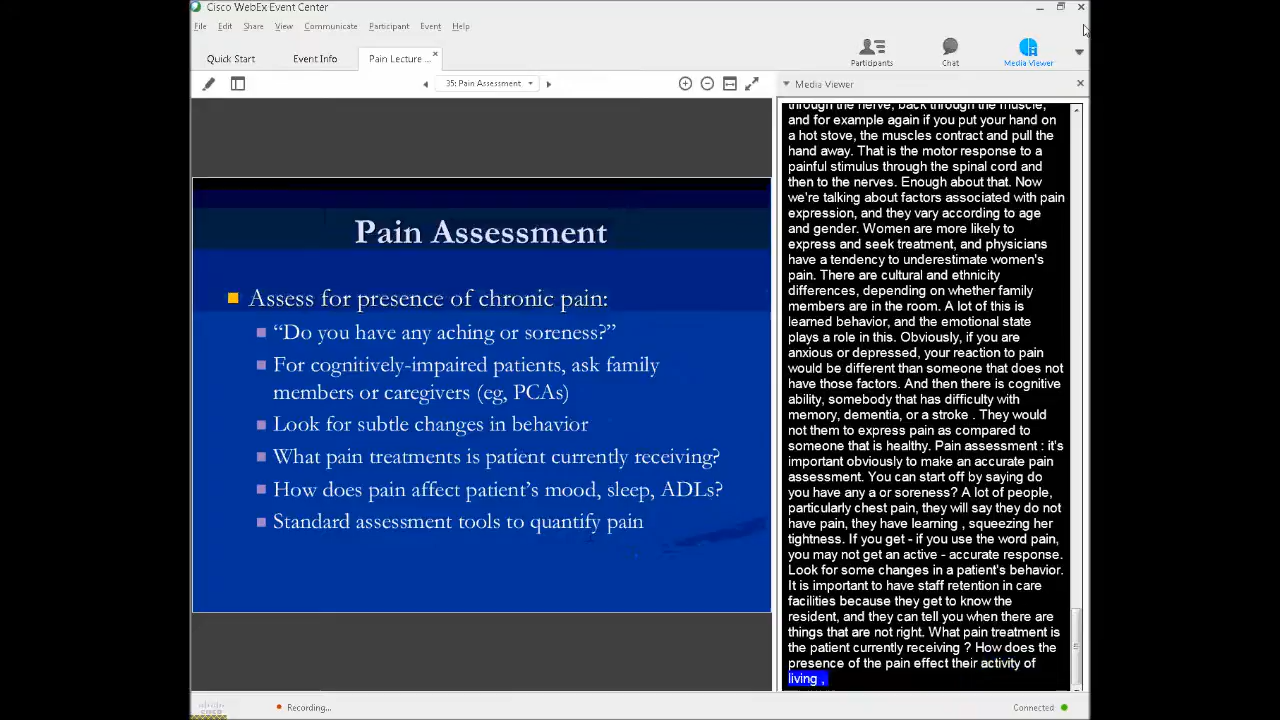 Cisco WebEx Event Center
File Edit Share View Communicate Participant Event Help
Participants Chat Media Viewer
Quick Start Event Info Pain Lecture ...
35: Pain Assessment
Media Viewer
Pain Assessment
Assess for presence of chronic pain:
“Do you have any aching or soreness?”
For cognitively-impaired patients, ask family
members or caregivers (eg, PCAs)
Look for subtle changes in behavior
What pain treatments is patient currently receiving?
How does pain affect patient’s mood, sleep, ADLs?
Standard assessment tools to quantify pain
through the nerve, back through the muscle,
and for example again if you put your hand on
a hot stove, the muscles contract and pull the
hand away. That is the motor response to a
painful stimulus through the spinal cord and
then to the nerves. Enough about that. Now
we're talking about factors associated with pain
expression, and they vary according to age
and gender. Women are more likely to
express and seek treatment, and physicians
have a tendency to underestimate women's
pain. There are cultural and ethnicity
differences, depending on whether family
members are in the room. A lot of this is
learned behavior, and the emotional state
plays a role in this. Obviously, if you are
anxious or depressed, your reaction to pain
would be different than someone that does not
have those factors. And then there is cognitive
ability, somebody that has difficulty with
memory, dementia, or a stroke . They would
not them to express pain as compared to
someone that is healthy. Pain assessment : it's
important obviously to make an accurate pain
assessment. You can start off by saying do
you have any a or soreness? A lot of people,
particularly chest pain, they will say they do not
have pain, they have learning , squeezing her
tightness. If you get - if you use the word pain,
you may not get an active - accurate response.
Look for some changes in a patient's behavior.
It is important to have staff retention in care
facilities because they get to know the
resident, and they can tell you when there are
things that are not right. What pain treatment is
the patient currently receiving ? How does the
presence of the pain effect their activity of
living ,
Recording...
Connected